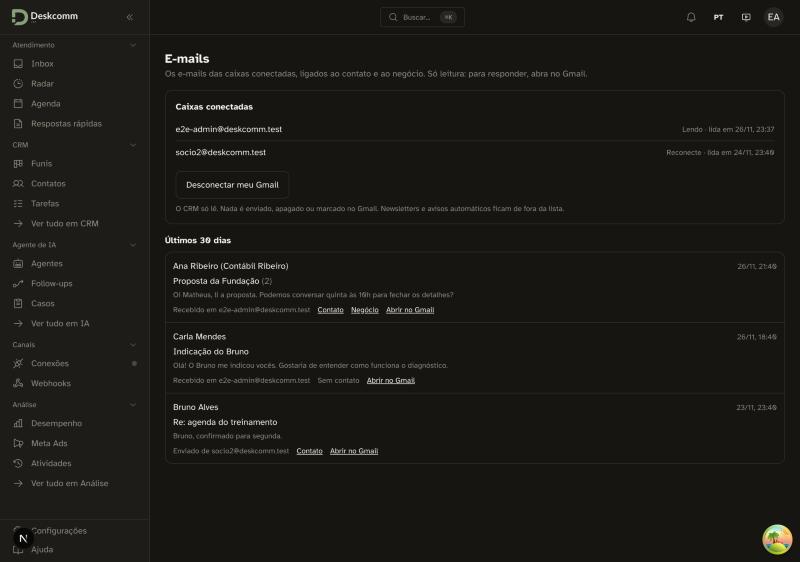 Deskcomm
Buscar...
⌘K
PT
EA
Atendimento
Inbox
Radar
Agenda
Respostas rápidas
CRM
Funis
Contatos
Tarefas
Ver tudo em CRM
Agente de IA
Agentes
Follow-ups
Casos
Ver tudo em IA
Canais
Conexões
Webhooks
Análise
Desempenho
Meta Ads
Atividades
Ver tudo em Análise
Configurações
N
Ajuda
E-mails
Os e-mails das caixas conectadas, ligados ao contato e ao negócio. Só leitura: para responder, abra no Gmail.
Caixas conectadas
e2e-admin@deskcomm.test Lendo · lida em 26/11, 23:37
socio2@deskcomm.test Reconecte · lida em 24/11, 23:40
Desconectar meu Gmail
O CRM só lê. Nada é enviado, apagado ou marcado no Gmail. Newsletters e avisos automáticos ficam de fora da lista.
Últimos 30 dias
Ana Ribeiro (Contábil Ribeiro) 26/11, 21:40
Proposta da Fundação (2)
Oi Matheus, li a proposta. Podemos conversar quinta às 10h para fechar os detalhes?
Recebido em e2e-admin@deskcomm.test Contato Negócio Abrir no Gmail
Carla Mendes 26/11, 18:40
Indicação do Bruno
Olá! O Bruno me indicou vocês. Gostaria de entender como funciona o diagnóstico.
Recebido em e2e-admin@deskcomm.test Sem contato Abrir no Gmail
Bruno Alves 23/11, 23:40
Re: agenda do treinamento
Bruno, confirmado para segunda.
Enviado de socio2@deskcomm.test Contato Abrir no Gmail